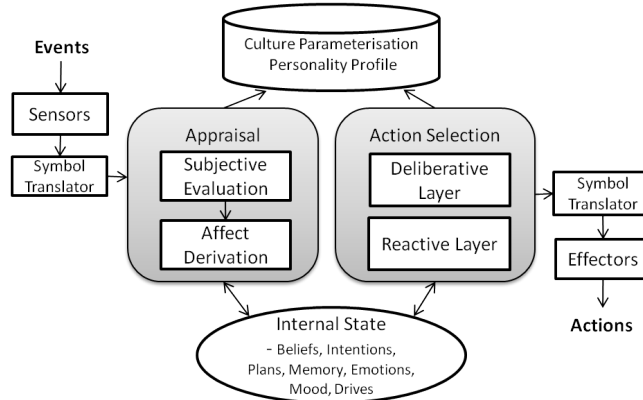 Culture Parameterisation
Personality Profile
Events
Sensors
Symbol
Translator
Appraisal
Subjective
Evaluation
Affect
Derivation
Action Selection
Deliberative
Layer
Reactive Layer
Symbol
Translator
Effectors
Actions
Internal State
- Beliefs, Intentions,
Plans, Memory, Emotions,
Mood, Drives